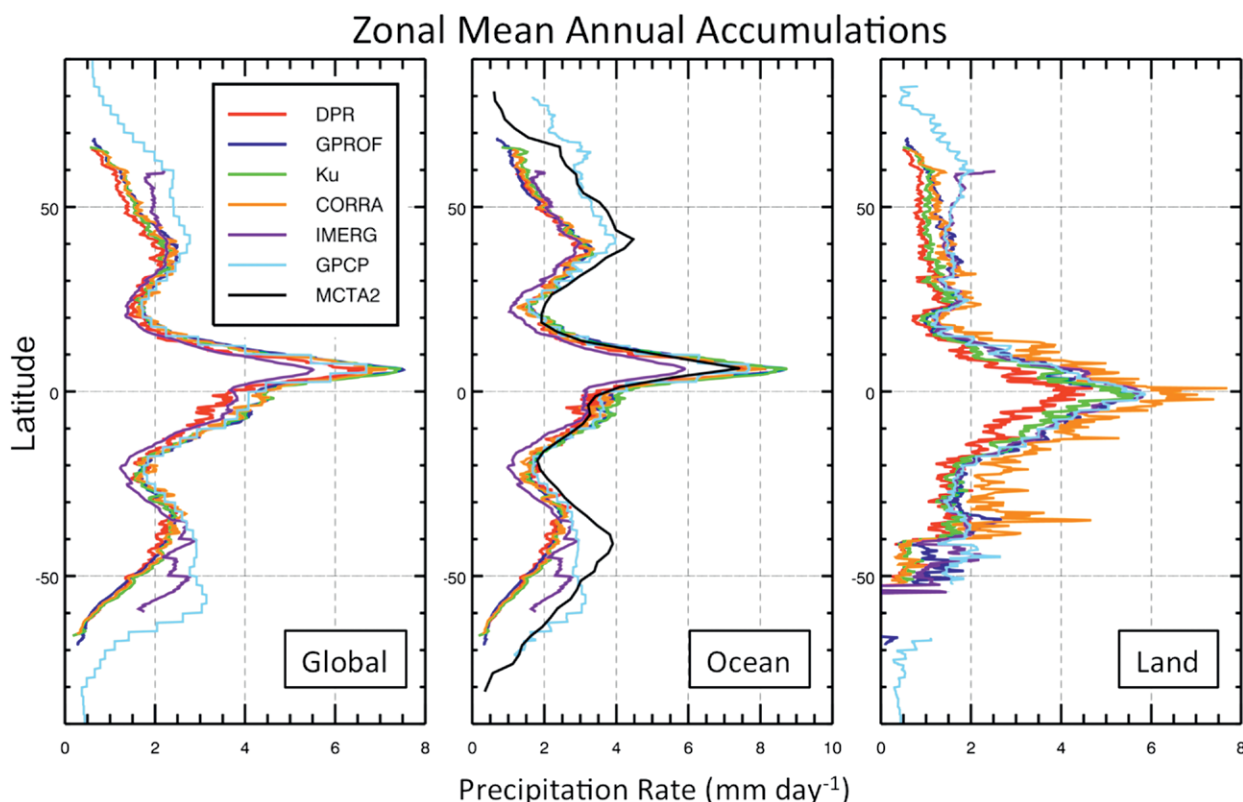 Zonal Mean Annual Accumulations
DPR
GPROF
Ku
CORRA
IMERG
GPCP
MCTA2
50
0
-50
Latitude
Global
0 2 4 6 8
50
0
-50
Ocean
0 2 4 6 8 10
50
0
-50
Land
0 2 4 6 8
Precipitation Rate (mm day-1)